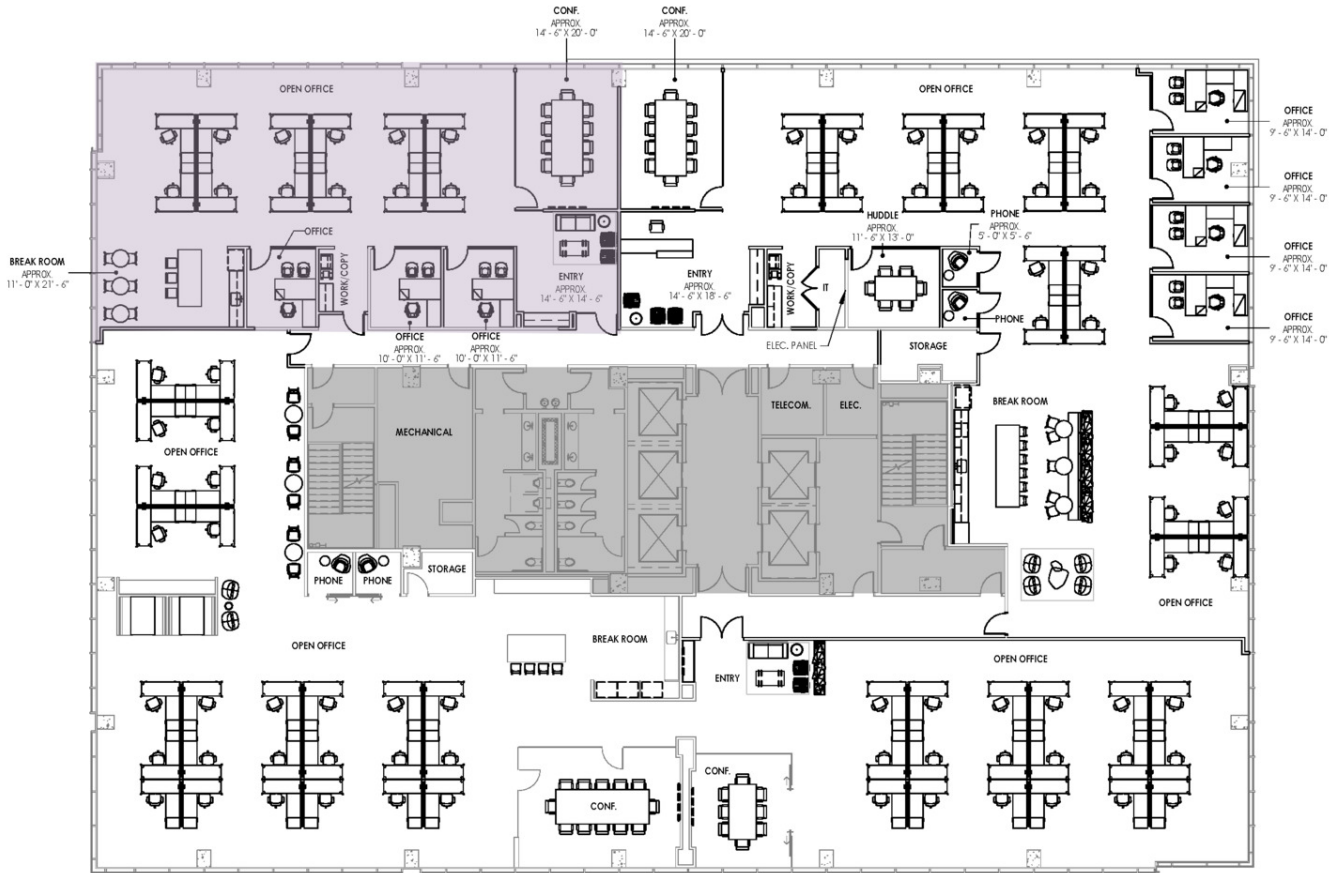 CONF.
APPROX.
14' - 6" X 20' - 0"
CONF.
APPROX.
14' - 6" X 20' - 0"
OPEN OFFICE
OPEN OFFICE
OFFICE
APPROX.
9' - 6" X 14' - 0"
OFFICE
APPROX.
9' - 6" X 14' - 0"
OFFICE
APPROX.
9' - 6" X 14' - 0"
OFFICE
APPROX.
9' - 6" X 14' - 0"
HUDDLE
APPROX.
11' - 6" X 13' - 0"
PHONE
APPROX.
5' - 0" X 5' - 6"
OFFICE
BREAK ROOM
APPROX.
11' - 0" X 21' - 6"
WORK/COPY
ENTRY
APPROX.
14' - 6" X 14' - 6"
ENTRY
APPROX.
14' - 6" X 18' - 6"
WORK/COPY
IT
PHONE
OFFICE
APPROX.
10' - 0" X 11' - 6"
OFFICE
APPROX.
10' - 0" X 11' - 6"
ELEC. PANEL
STORAGE
BREAK ROOM
MECHANICAL
TELECOM.
ELEC.
OPEN OFFICE
PHONE
PHONE
STORAGE
OPEN OFFICE
OPEN OFFICE
BREAK ROOM
ENTRY
OPEN OFFICE
CONF.
CONF.